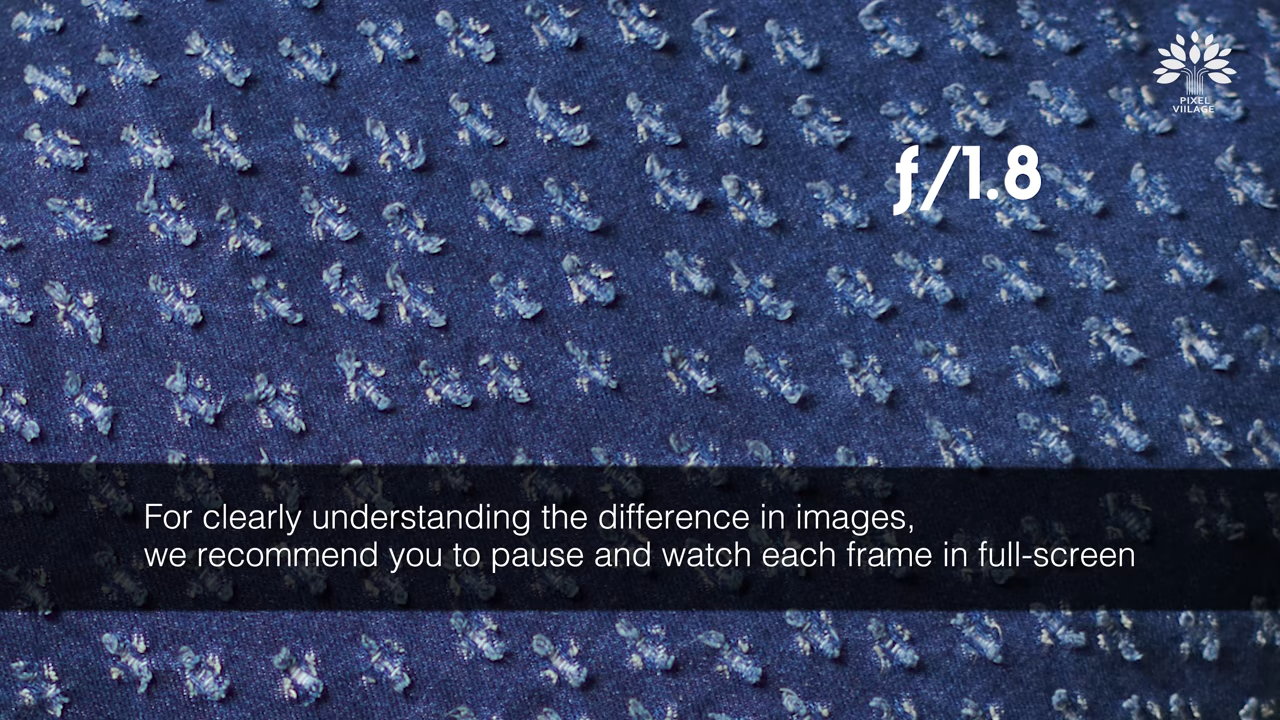 PIXEL
VIILAGE
ƒ/1.8
For clearly understanding the difference in images,
we recommend you to pause and watch each frame in full-screen